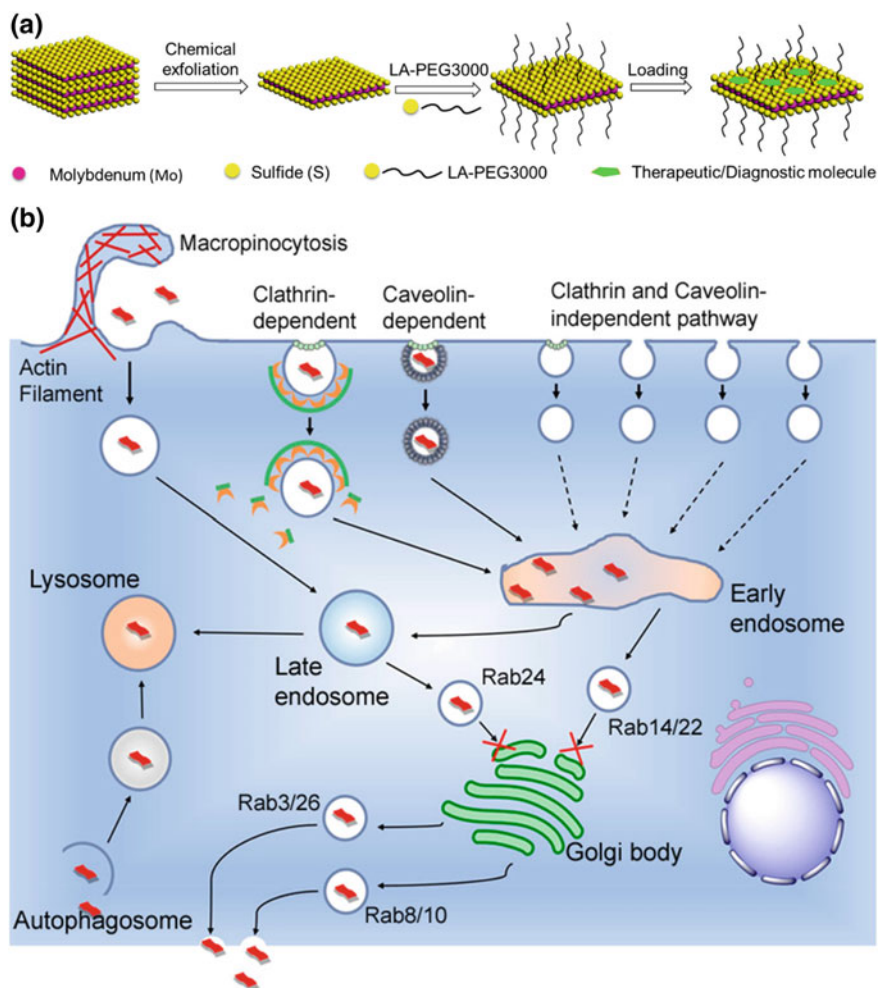 (a)
Chemical
exfoliation
LA-PEG3000
Loading
Molybdenum (Mo)
Sulfide (S)
LA-PEG3000
Therapeutic/Diagnostic molecule
(b)
Macropinocytosis
Clathrin-
dependent
Caveolin-
dependent
Clathrin and Caveolin-
independent pathway
Actin
Filament
Lysosome
Late
endosome
Early
endosome
Rab24
Rab14/22
Rab3/26
Golgi body
Rab8/10
Autophagosome